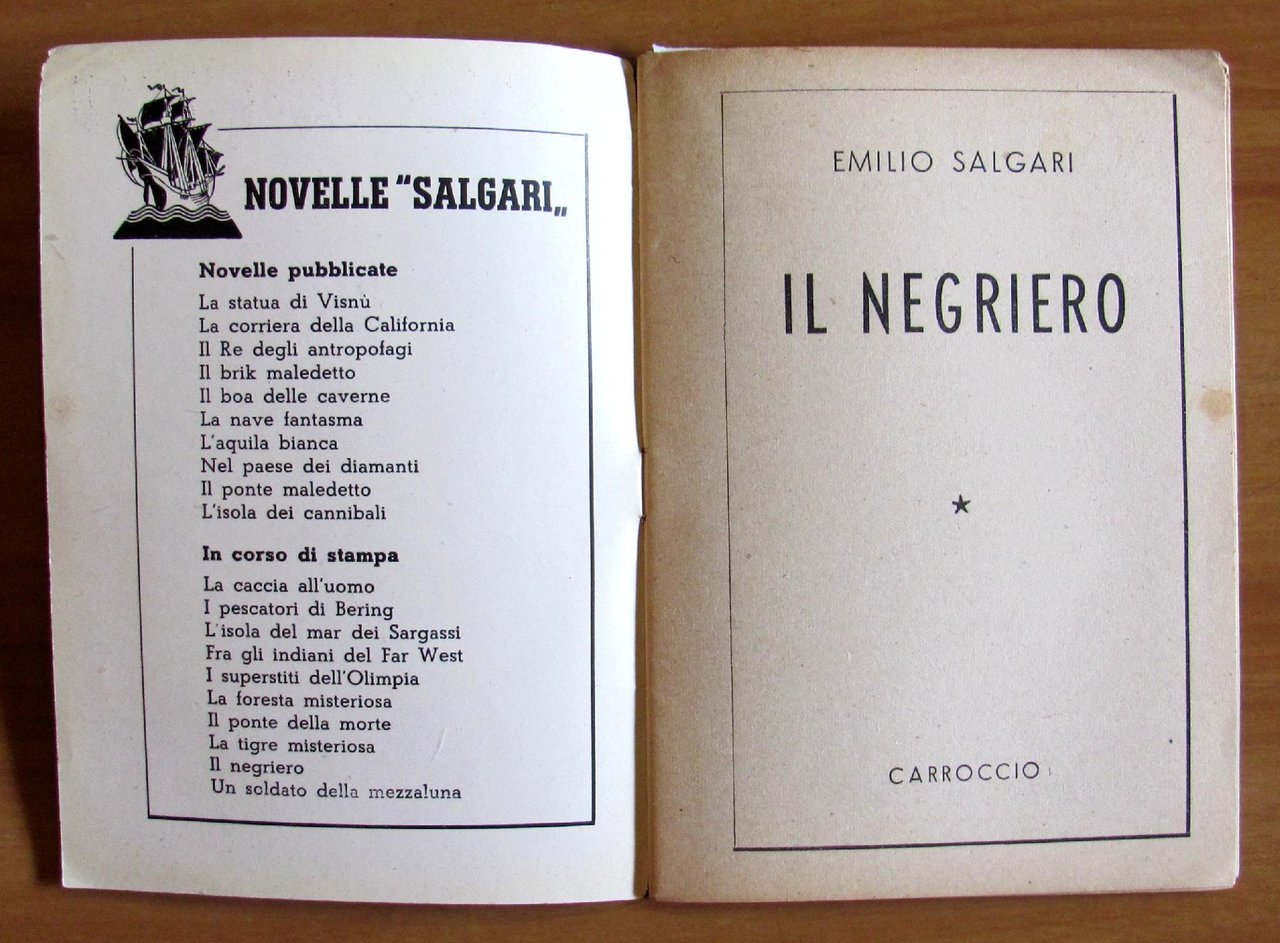 NOVELLE "SALGARI„
Novelle pubblicate
La statua di Visnù
La corriera della California
Il Re degli antropofagi
Il brik maledetto
Il boa delle caverne
La nave fantasma
L'aquila bianca
Nel paese dei diamanti
Il ponte maledetto
L'isola dei cannibali
In corso di stampa
La caccia all'uomo
I pescatori di Bering
L'isola del mar dei Sargassi
Fra gli indiani del Far West
I superstiti dell'Olimpia
La foresta misteriosa
Il ponte della morte
La tigre misteriosa
Il negriero
Un soldato della mezzaluna
EMILIO SALGARI
IL NEGRIERO
CARROCCIO